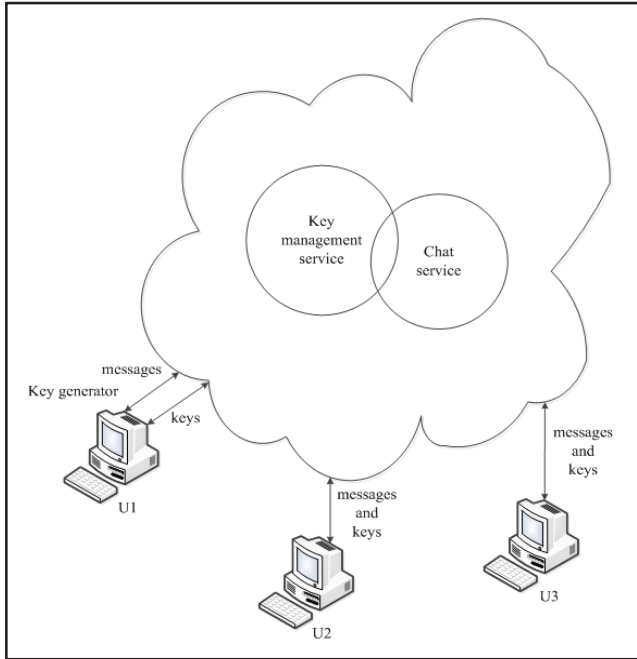 Key
management
service
Chat
service
messages
Key generator
keys
U1
messages
and
keys
U2
messages
and
keys
U3